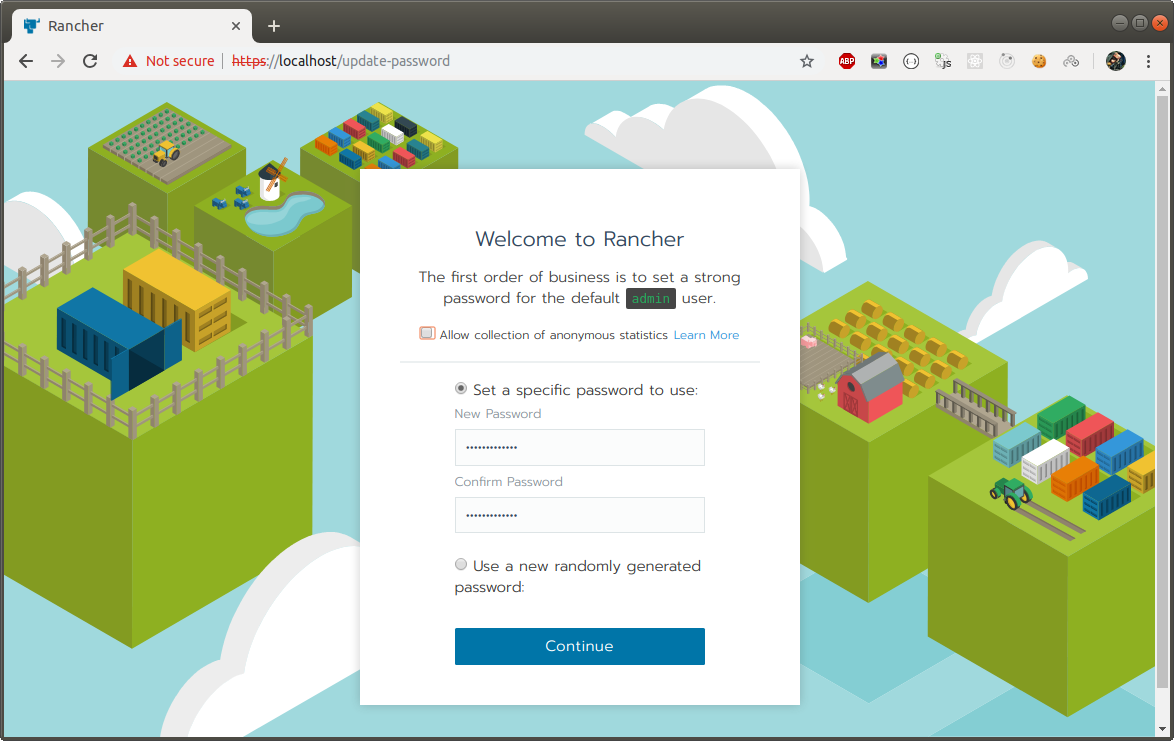 Rancher
Not secure | https://localhost/update-password
ABP
JS
Welcome to Rancher
The first order of business is to set a strong
password for the default admin user.
Allow collection of anonymous statistics Learn More
Set a specific password to use:
New Password
•••••••••••••
Confirm Password
•••••••••••••
Use a new randomly generated
password:
Continue